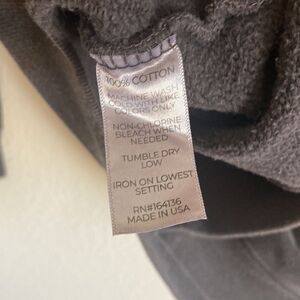 100% COTTON
MACHINE WASH
COLD WITH LIKE
COLORS ONLY
NON-CHLORINE
BLEACH WHEN
NEEDED
TUMBLE DRY
LOW
IRON ON LOWEST
SETTING
RN#164136
MADE IN USA